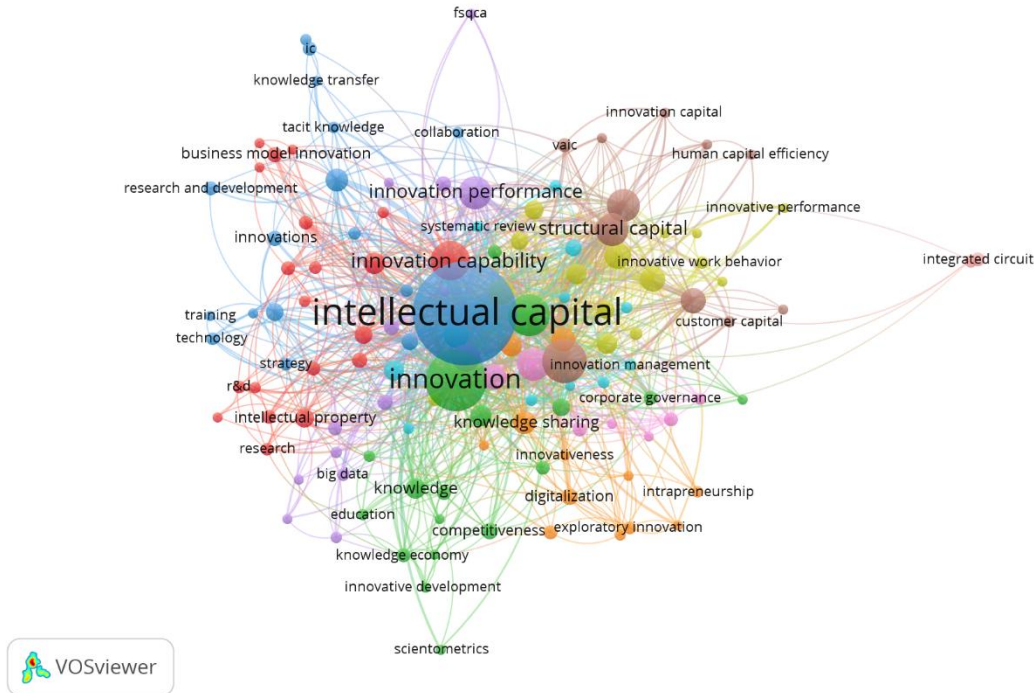 fsqca
ic
knowledge transfer
innovation capital
tacit knowledge
collaboration
vaic
business model innovation
human capital efficiency
research and development
innovation performance
innovative performance
systematic review
structural capital
innovations
innovation capability
innovative work behavior
integrated circuit
intellectual capital
training
customer capital
technology
strategy
innovation management
innovation
r&d
corporate governance
intellectual property
knowledge sharing
research
innovativeness
big data
knowledge
digitalization
intrapreneurship
education
competitiveness
exploratory innovation
knowledge economy
innovative development
scientometrics
VOSviewer